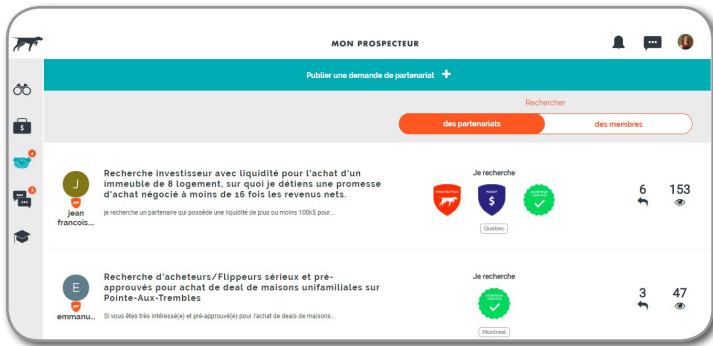 MON PROSPECTEUR
Publier une demande de partenariat +
Rechercher
des partenariats
des membres
4
3
J
jean
francois...
Recherche investisseur avec liquidité pour l'achat d'un
immeuble de 8 logement, sur quoi je détiens une promesse
d'achat négocié à moins de 16 fois les revenus nets.
je recherche un partenaire qui possède une liquidité de plus ou moins 100k$ pour...
Je recherche
PROSPECTEUR
$
Québec
6
153
E
emmanu...
Recherche d'acheteurs/Flippeurs sérieux et pré-
approuvés pour achat de deal de maisons unifamiliales sur
Pointe-Aux-Trembles
Si vous êtes très intéressé(e) et pré-approuvé(e) pour l'achat de deals de maisons...
Je recherche
Montréal
3
47